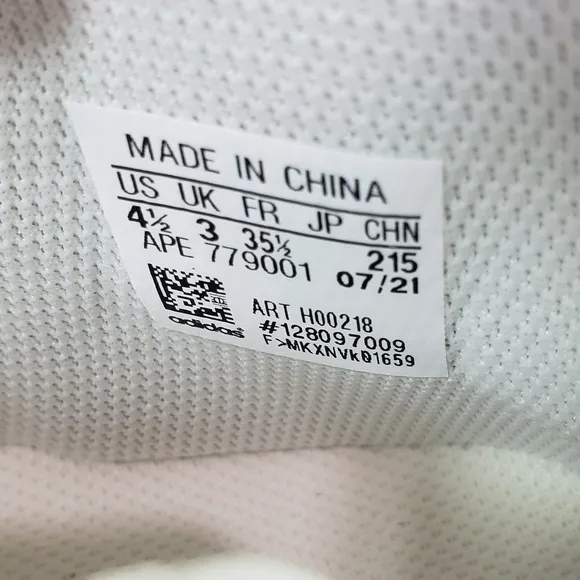 MADE IN CHINA
US UK FR JP CHN
4½ 3 35½ 215
APE 779001 07/21
ART H00218
#128097009
adidas F>MKXNVk01659